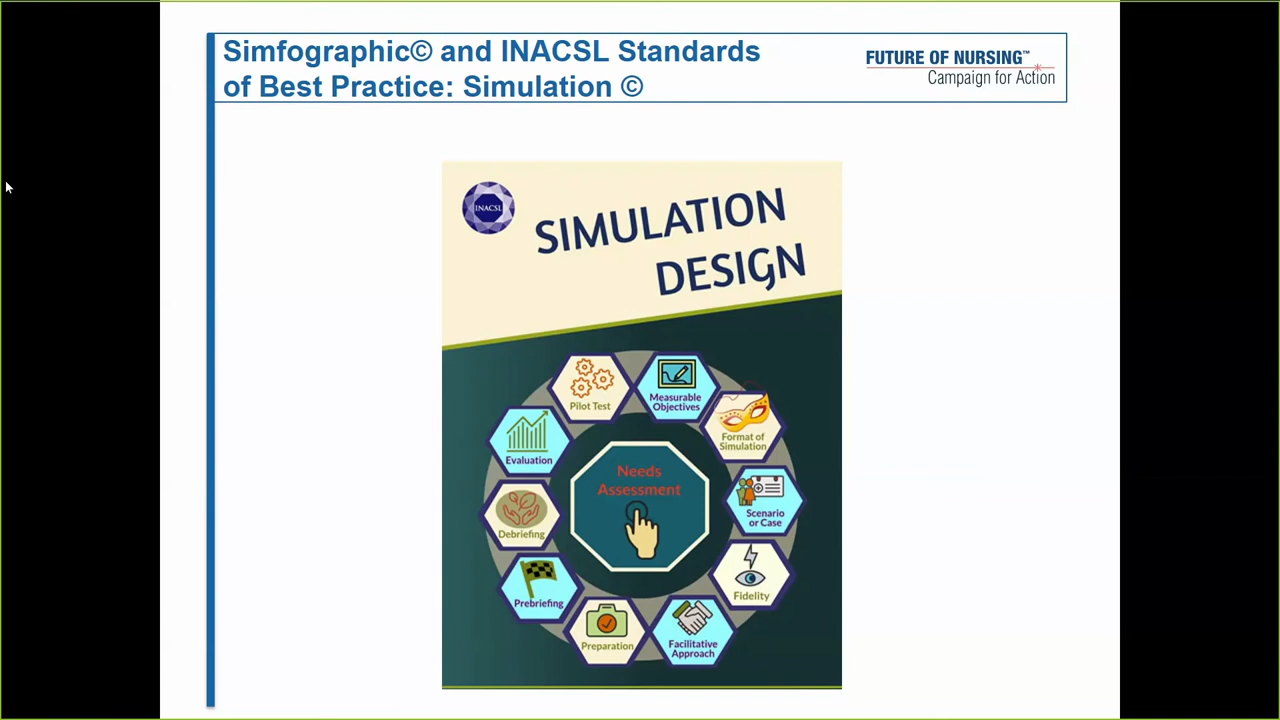 Simfographic© and INACSL Standards
of Best Practice: Simulation ©
FUTURE OF NURSING™
Campaign for Action
INACSL
SIMULATION
DESIGN
Measurable
Objectives
Format of
Simulation
Scenario
or Case
Fidelity
Facilitative
Approach
Preparation
Prebriefing
Debriefing
Evaluation
Pilot Test
Needs
Assessment